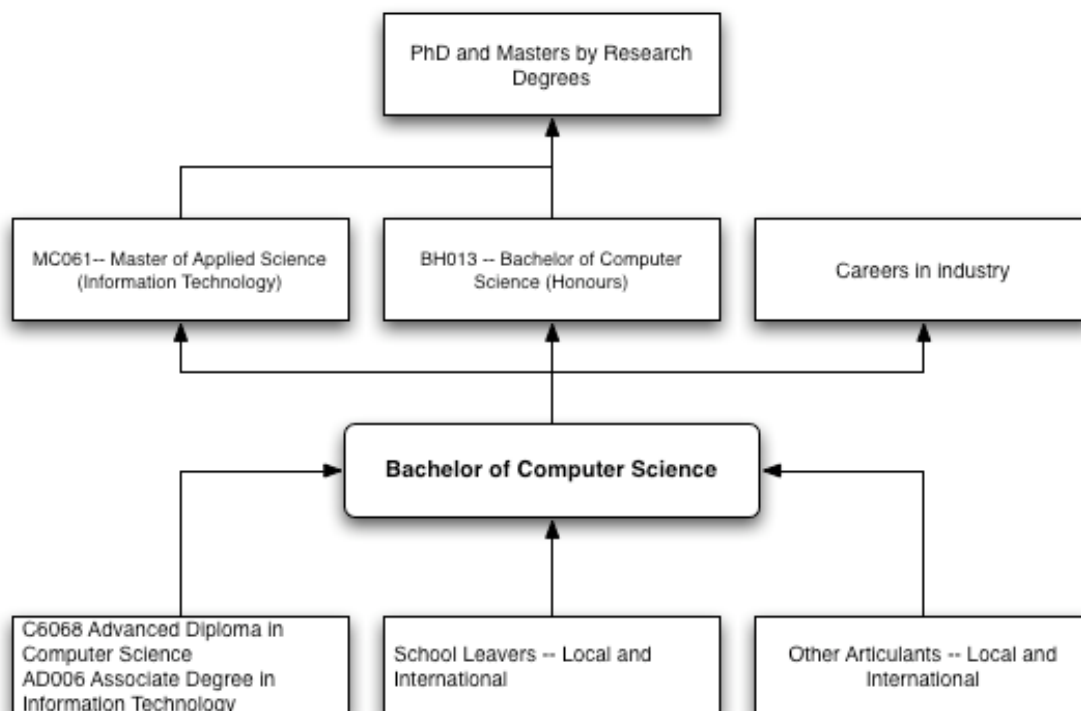 PhD and Masters by Research
Degrees
MC061-- Master of Applied Science
(Information Technology)
BH013 -- Bachelor of Computer
Science (Honours)
Careers in Industry
Bachelor of Computer Science
C6068 Advanced Diploma in
Computer Science
AD006 Associate Degree in
Information Technology
School Leavers -- Local and
International
Other Articulants -- Local and
International